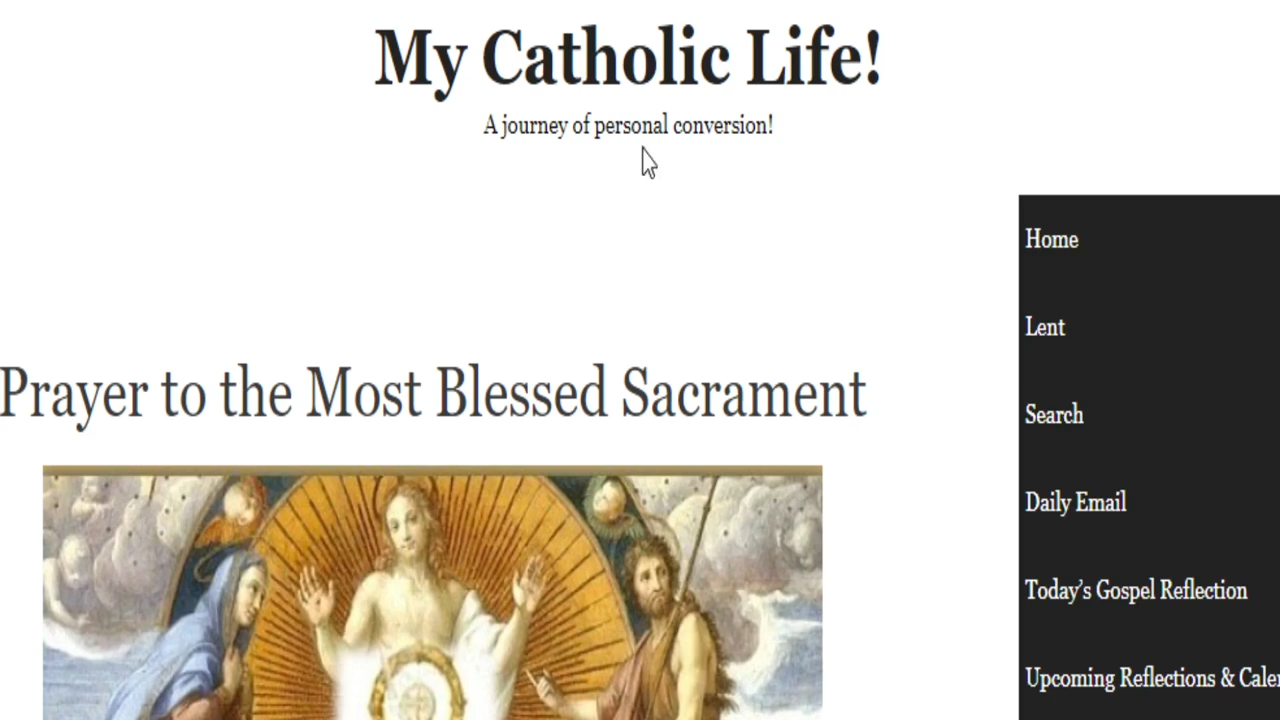 My Catholic Life!
A journey of personal conversion!
Home
Lent
Prayer to the Most Blessed Sacrament
Search
Daily Email
Today’s Gospel Reflection
Upcoming Reflections &